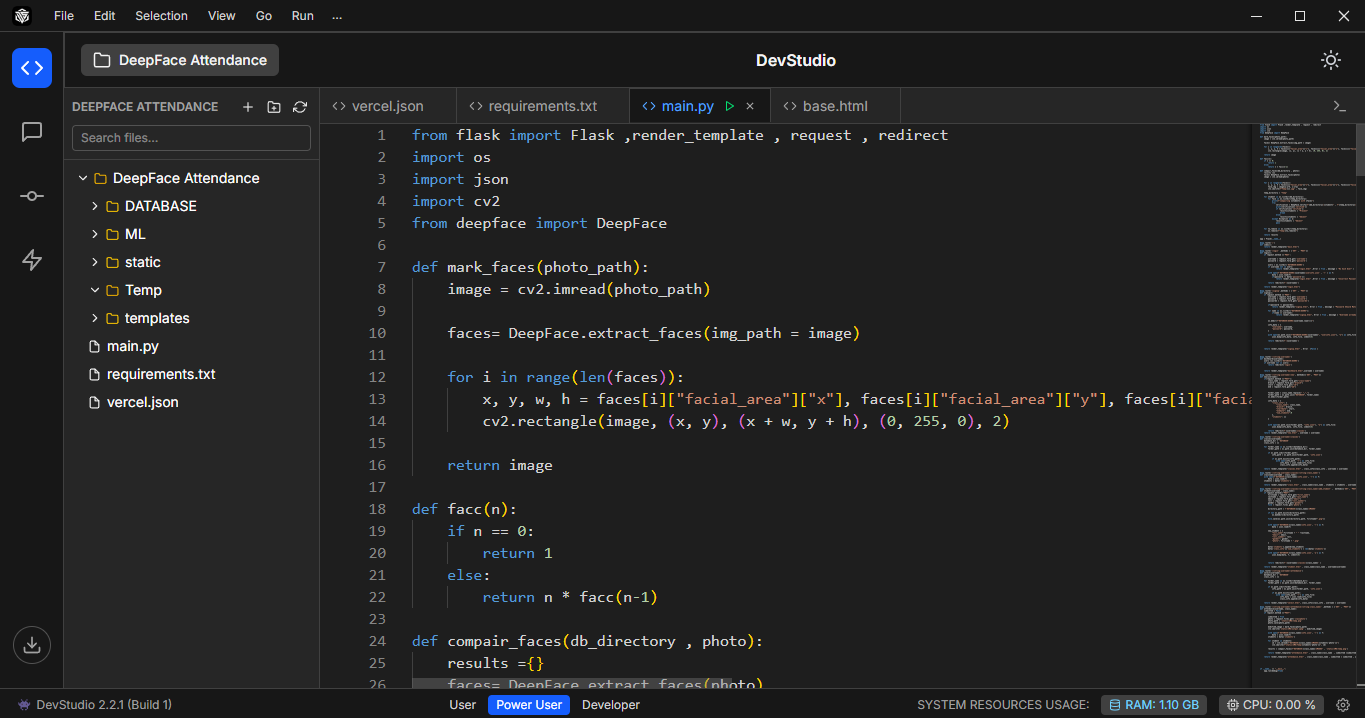 File Edit Selection View Go Run ...
DeepFace Attendance
DevStudio
DEEPFACE ATTENDANCE
Search files...
DeepFace Attendance
DATABASE
ML
static
Temp
templates
main.py
requirements.txt
vercel.json
vercel.json requirements.txt main.py base.html
1 from flask import Flask ,render_template , request , redirect
2 import os
3 import json
4 import cv2
5 from deepface import DeepFace
6
7 def mark_faces(photo_path):
8 image = cv2.imread(photo_path)
9
10 faces= DeepFace.extract_faces(img_path = image)
11
12 for i in range(len(faces)):
13 x, y, w, h = faces[i]["facial_area"]["x"], faces[i]["facial_area"]["y"], faces[i]["facia
14 cv2.rectangle(image, (x, y), (x + w, y + h), (0, 255, 0), 2)
15
16 return image
17
18 def facc(n):
19 if n == 0:
20 return 1
21 else:
22 return n * facc(n-1)
23
24 def compair_faces(db_directory , photo):
25 results ={}
26 faces= DeepFace.extract_faces(photo)
DevStudio 2.2.1 (Build 1)
User Power User Developer
SYSTEM RESOURCES USAGE: RAM: 1.10 GB CPU: 0.00 %